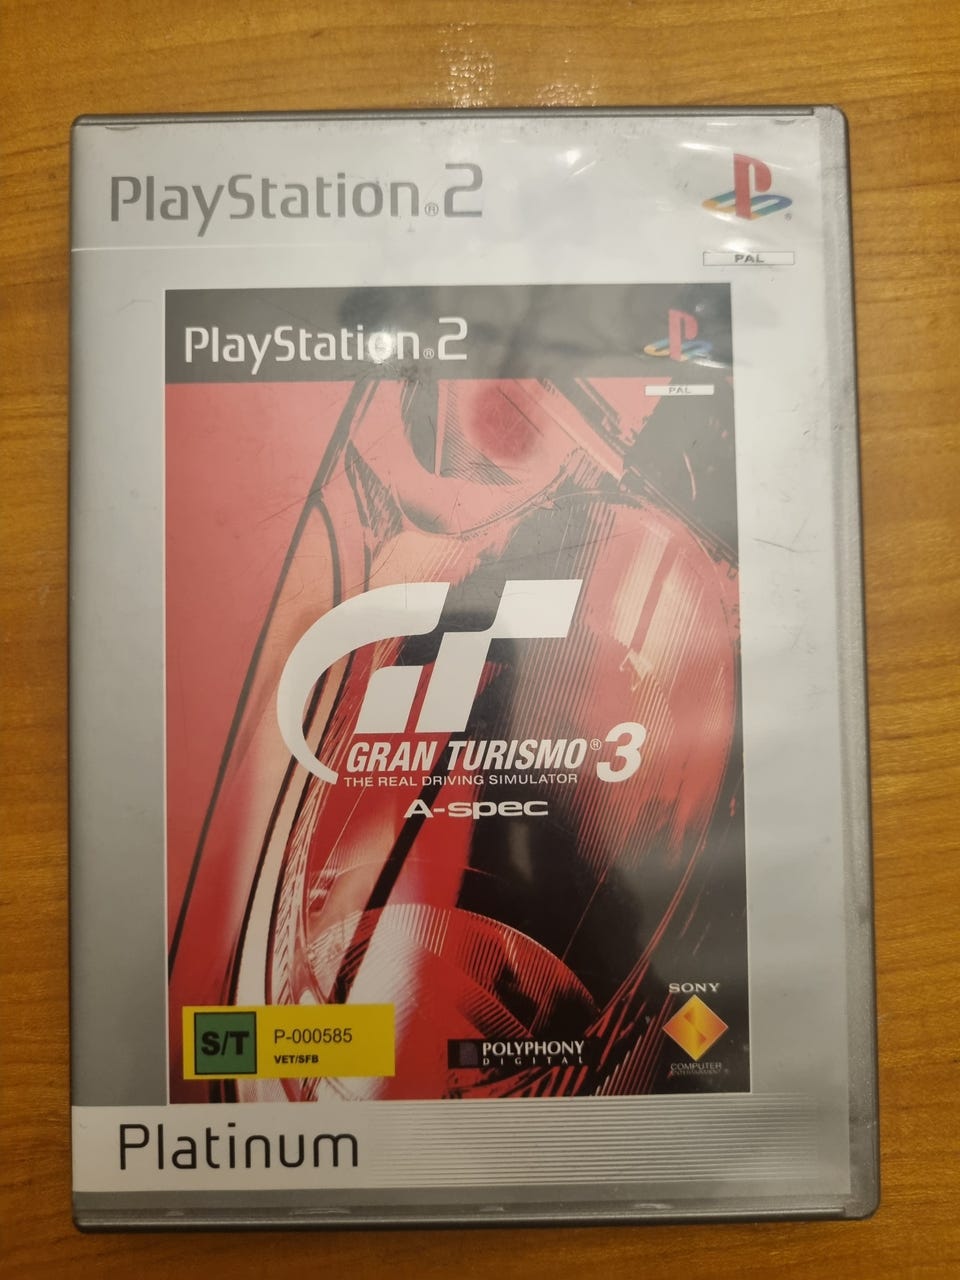 PlayStation®2
PAL
PlayStation®2
PAL
GRAN TURISMO® 3
THE REAL DRIVING SIMULATOR
A-spec
S/T P-000585
VET/SFB
POLYPHONY
DIGITAL
SONY
COMPUTER
ENTERTAINMENT®
Platinum